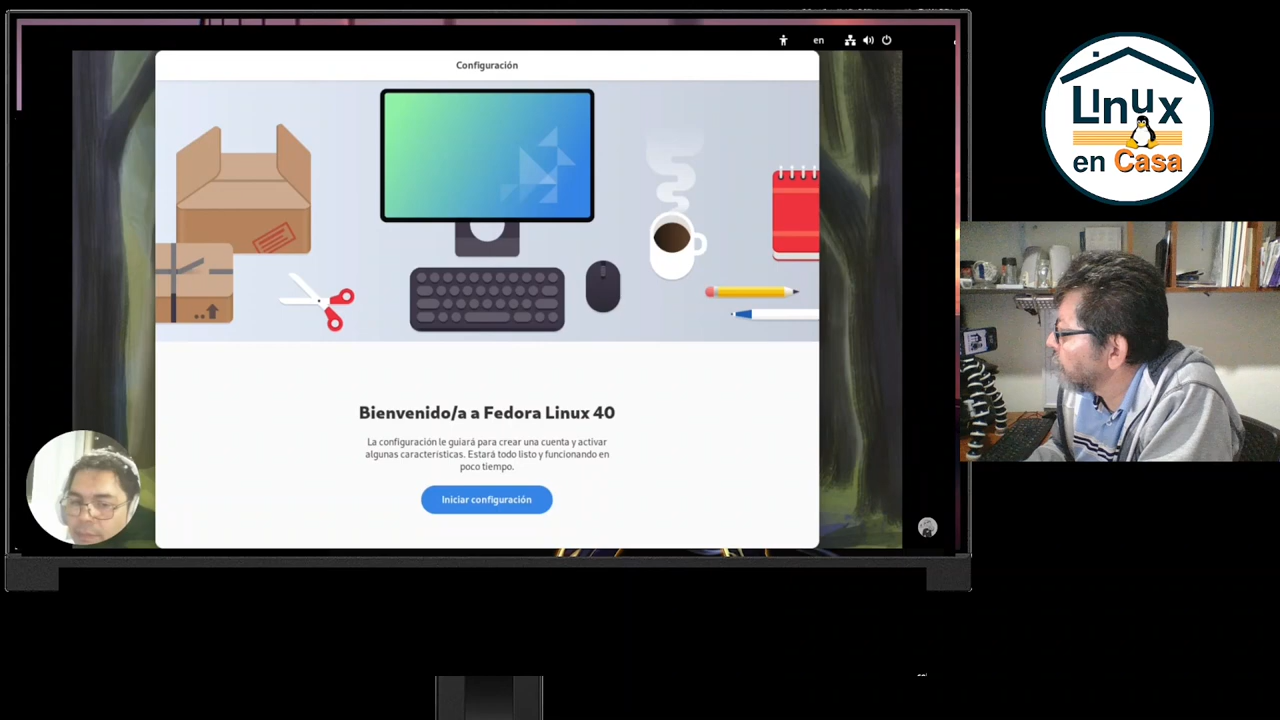 en
Configuración
Linux
en Casa
Bienvenido/a a Fedora Linux 40
La configuración le guiará para crear una cuenta y activar
algunas características. Estará todo listo y funcionando en
poco tiempo.
Iniciar configuración